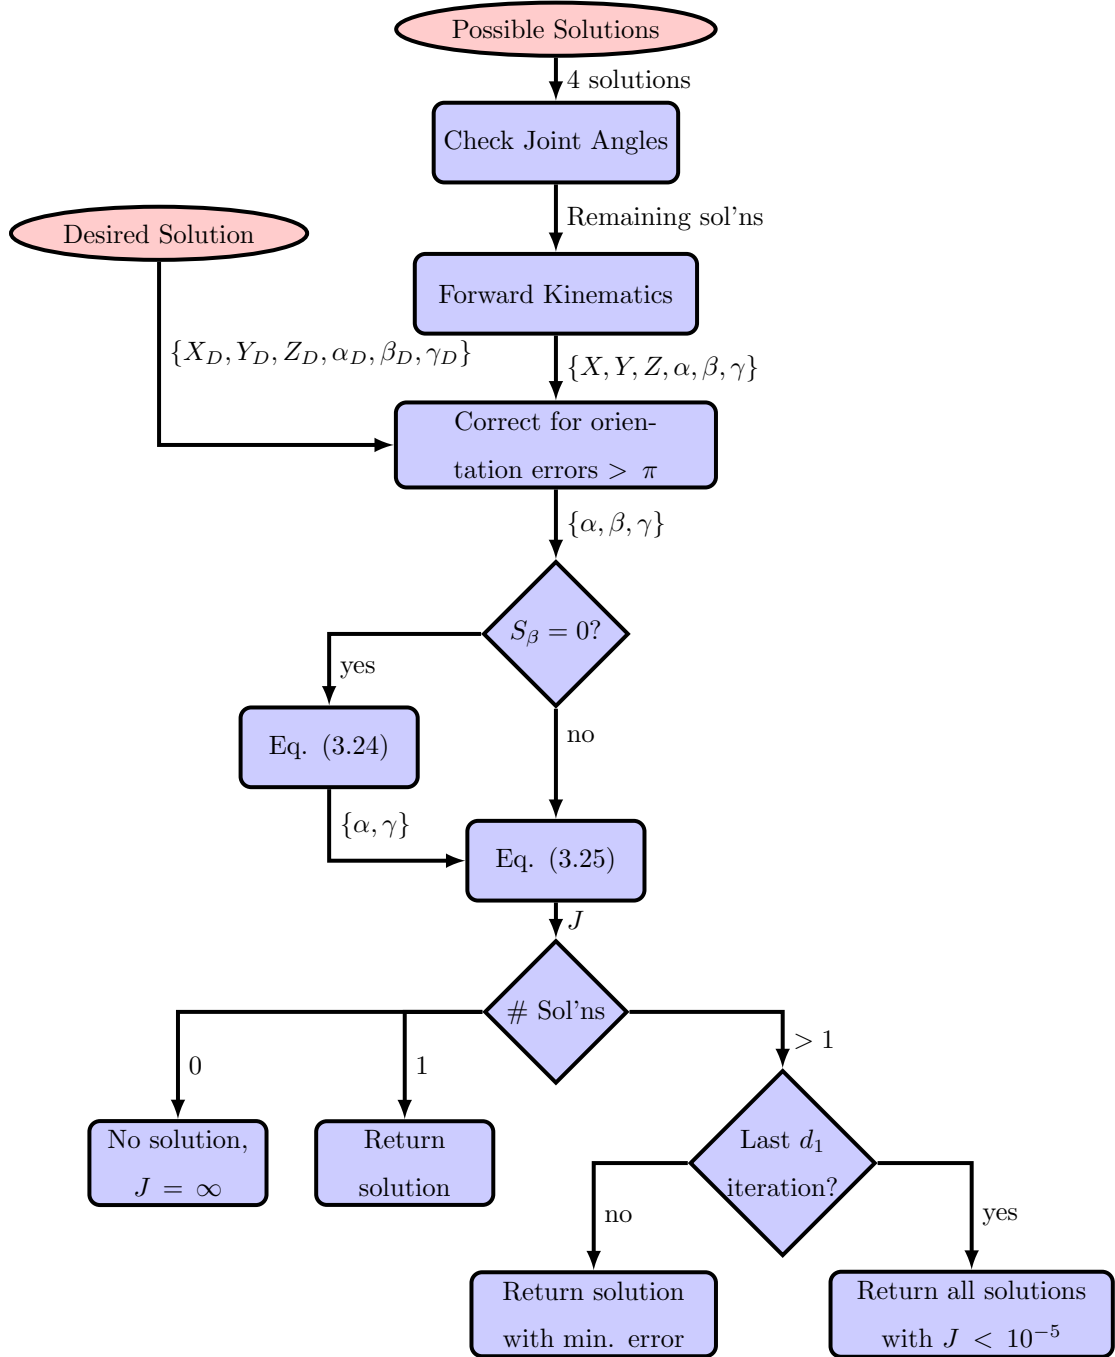 Possible Solutions
4 solutions
Check Joint Angles
Remaining sol'ns
Desired Solution
Forward Kinematics
{X_D, Y_D, Z_D, α_D, β_D, γ_D}
{X, Y, Z, α, β, γ}
Correct for orien-
tation errors > π
{α, β, γ}
S_β = 0?
yes
no
Eq. (3.24)
{α, γ}
Eq. (3.25)
J
# Sol'ns
0
1
> 1
No solution,
J = ∞
Return
solution
Last d_1
iteration?
no
yes
Return solution
with min. error
Return all solutions
with J < 10^{-5}